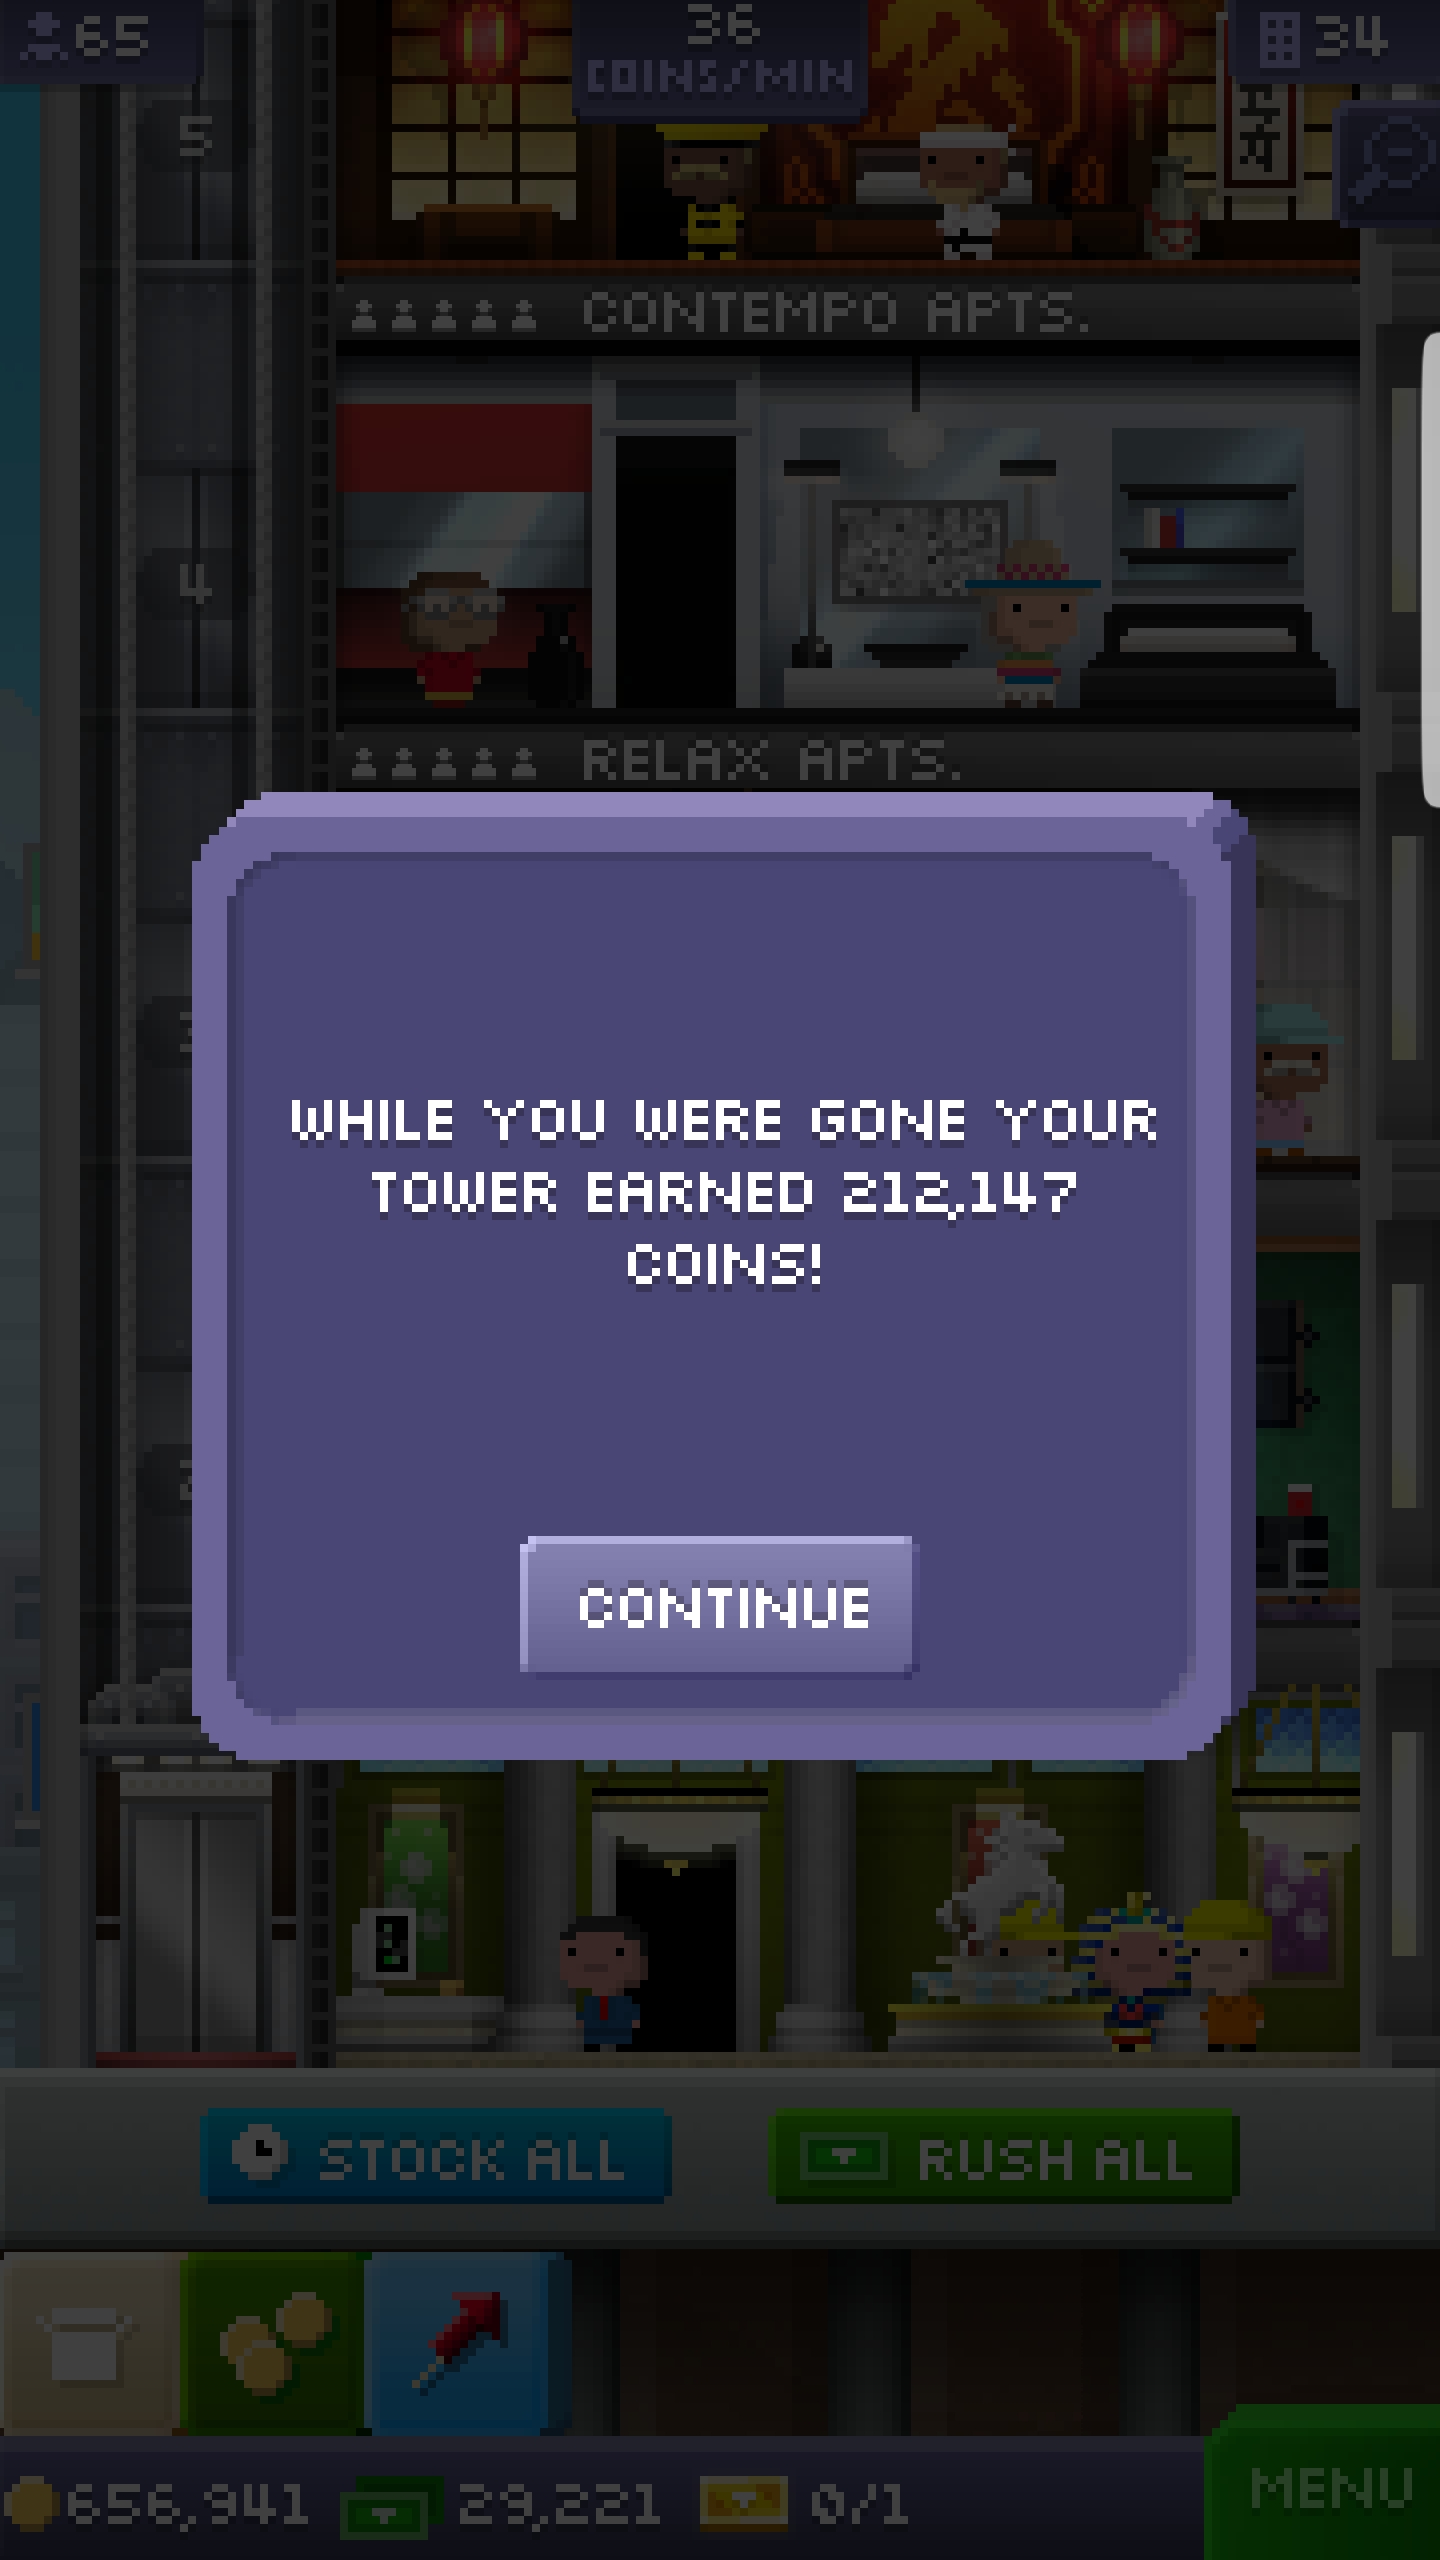 65
36
COINS/MIN
34
5
CONTEMPO APTS.
4
RELAX APTS.
WHILE YOU WERE GONE YOUR
TOWER EARNED 212,147
COINS!
CONTINUE
STOCK ALL
RUSH ALL
656,941
29,221
0/1
MENU